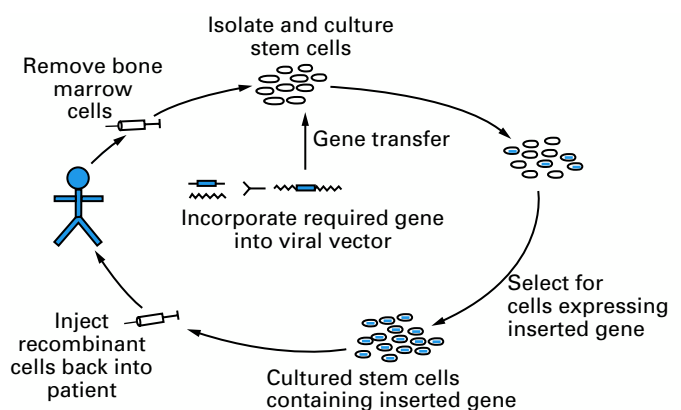 Isolate and culture
stem cells
Remove bone
marrow
cells
Gene transfer
Incorporate required gene
into viral vector
Select for
cells expressing
inserted gene
Inject
recombinant
cells back into
patient
Cultured stem cells
containing inserted gene